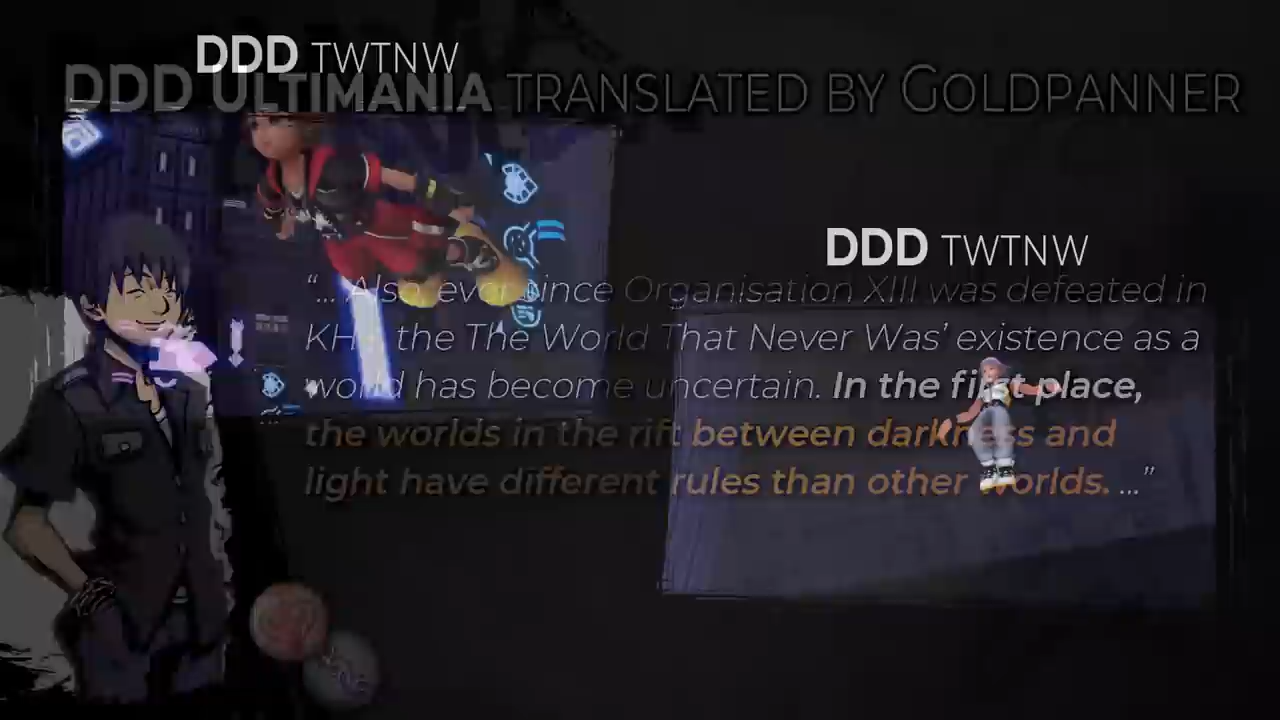 DDD TWTNW
DDD ULTIMANIA TRANSLATED BY GOLDPANNER
DDD TWTNW
“... Also, ever since Organisation XIII was defeated in
KH the The World That Never Was’ existence as a
world has become uncertain. In the first place,
the worlds in the rift between darkness and
light have different rules than other worlds. ...”